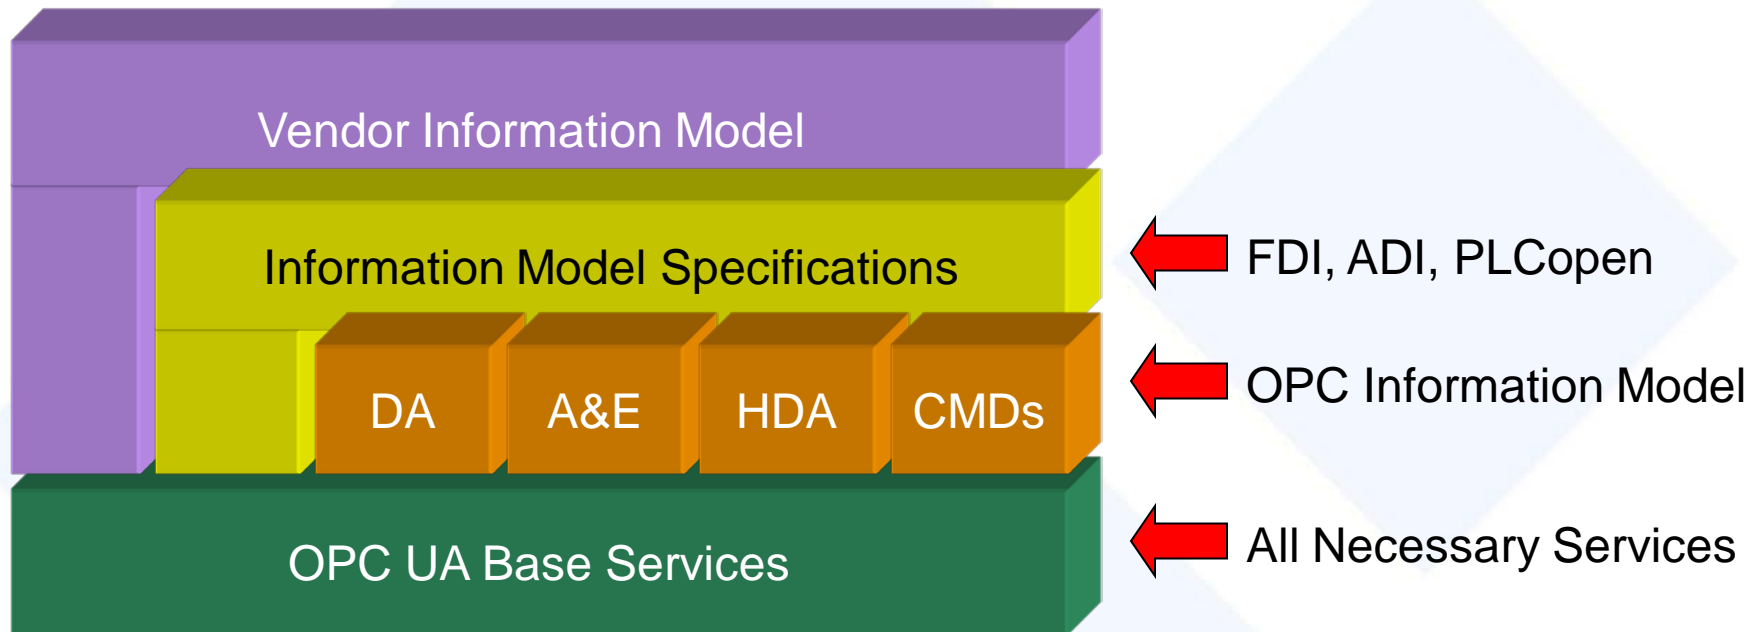 Vendor Information Model
Information Model Specifications
FDI, ADI, PLCopen
DA
A&E
HDA
CMDs
OPC Information Model
OPC UA Base Services
All Necessary Services